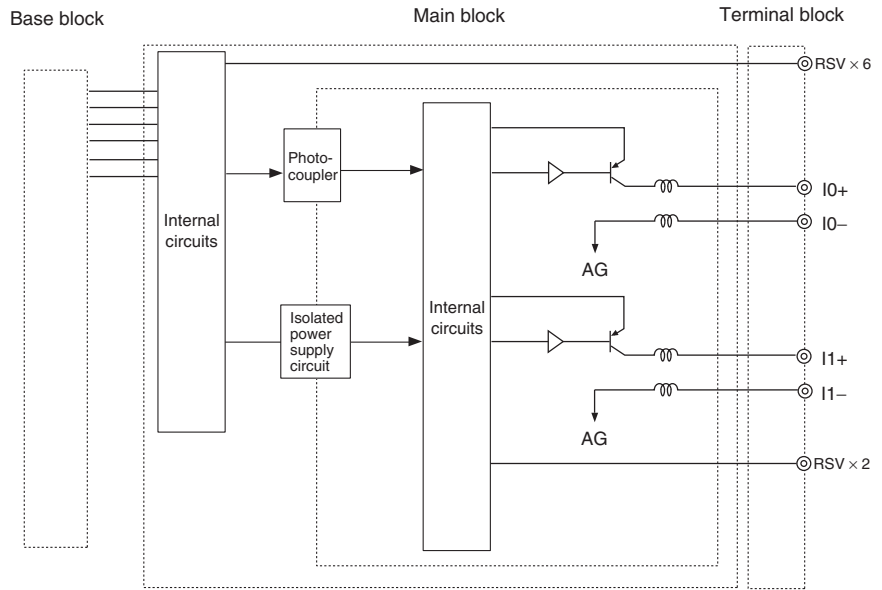 Base block
Main block
Terminal block
RSV × 6
Photo-
coupler
I0+
Internal
circuits
I0–
AG
Isolated
power
supply
circuit
Internal
circuits
I1+
I1–
AG
RSV × 2